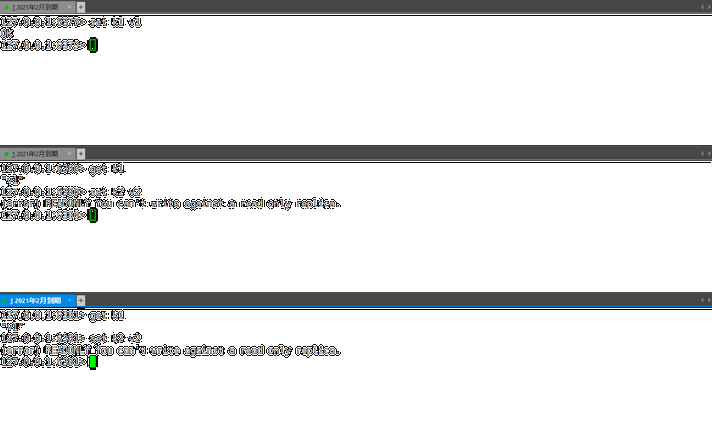 1 2021年2月到期
127.0.0.1:6379> set k1 v1
OK
127.0.0.1:6379>
1 2021年2月到期
127.0.0.1:6380> get k1
"v1"
127.0.0.1:6380> set k2 v2
(error) READONLY You can't write against a read only replica.
127.0.0.1:6380>
1 2021年2月到期
127.0.0.1:6381> get k1
"v1"
127.0.0.1:6381> set k2 v2
(error) READONLY You can't write against a read only replica.
127.0.0.1:6381>